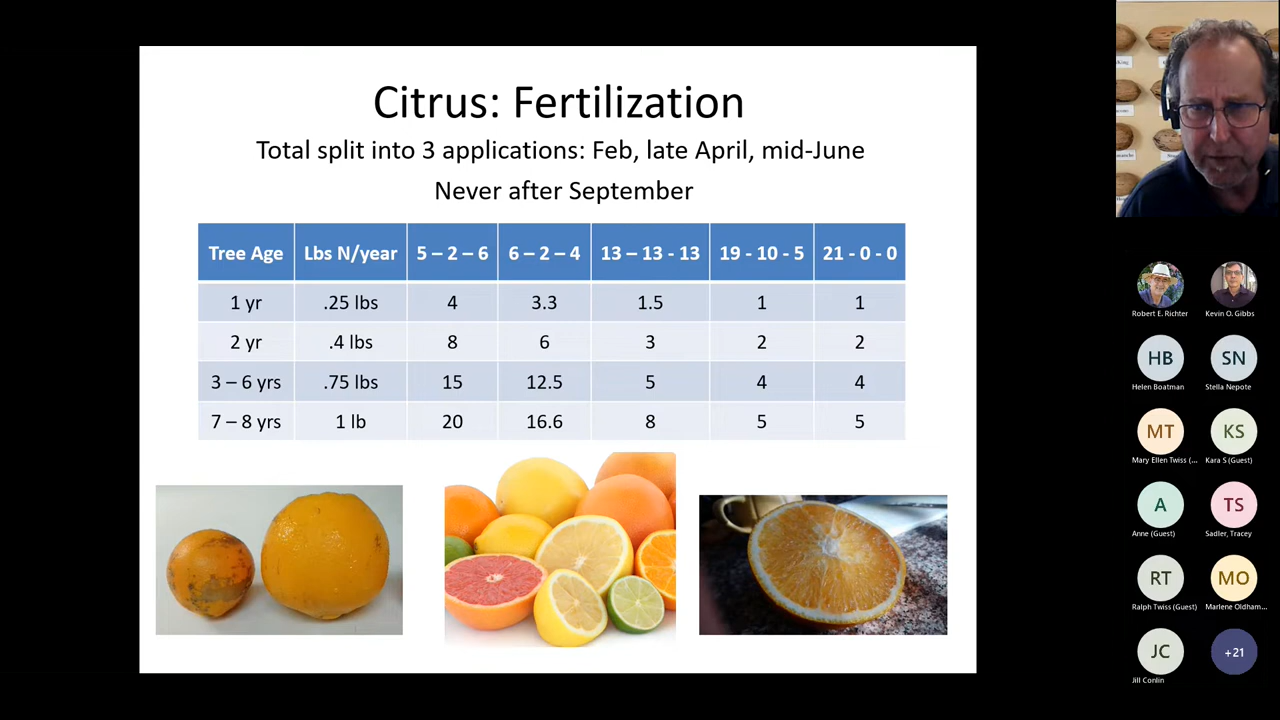 Citrus: Fertilization
Total split into 3 applications: Feb, late April, mid-June
Never after September
Tree Age Lbs N/year 5 – 2 – 6 6 – 2 – 4 13 – 13 - 13 19 - 10 - 5 21 - 0 - 0
1 yr .25 lbs 4 3.3 1.5 1 1
2 yr .4 lbs 8 6 3 2 2
3 – 6 yrs .75 lbs 15 12.5 5 4 4
7 – 8 yrs 1 lb 20 16.6 8 5 5
Robert E. Richter Kevin O. Gibbs
HB SN
Helen Boatman Stella Nepote
MT KS
Mary Ellen Twiss (... Kara S (Guest)
A TS
Anne (Guest) Sadler, Tracey
RT MO
Ralph Twiss (Guest) Marlene Oldham...
JC +21
Jill Conlin